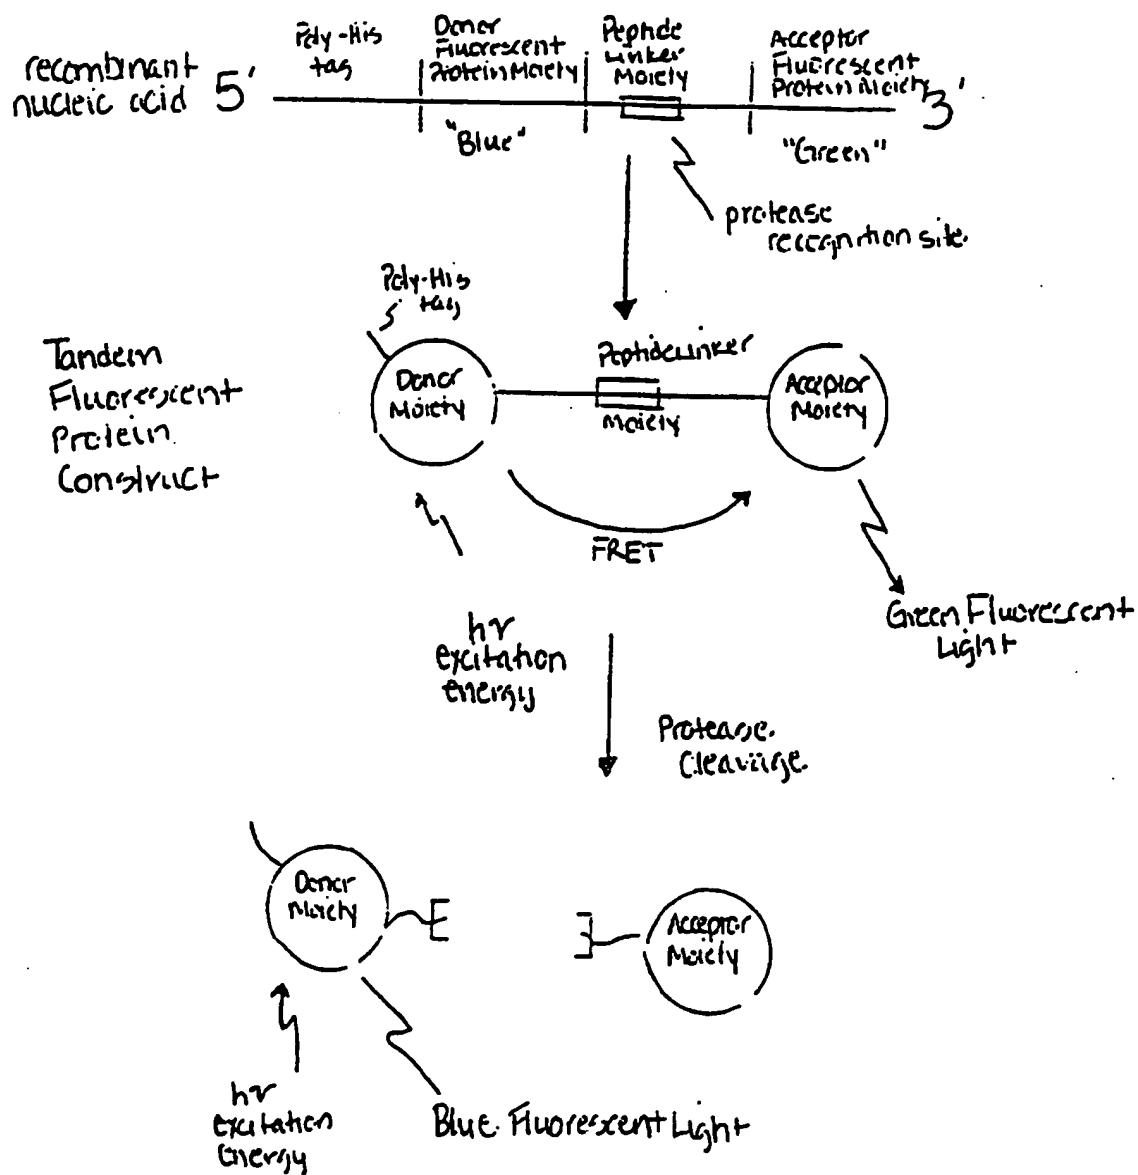 recombinant
nucleic acid
5'
Poly-His
tag
Donor
Fluorescent
Protein Moiety
Peptide
Linker
Moiety
Acceptor
Fluorescent
Protein Moiety
3'
"Blue"
"Green"
protease
recognition site.
Poly-His
tag
Tandem
Fluorescent
Protein
Construct
Donor
Moiety
Peptide Linker
Moiety
Acceptor
Moiety
FRET
hν
excitation
energy
Green Fluorescent
Light
Protease
Cleavage
Donor
Moiety
E
Acceptor
Moiety
hν
excitation
Energy
Blue Fluorescent Light